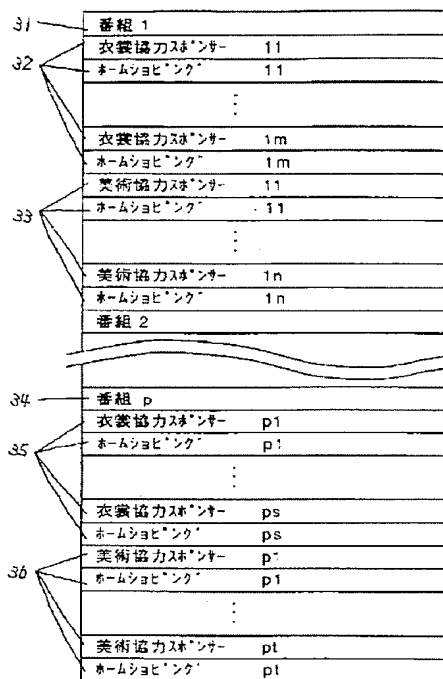 31 番組 1
32 衣裳協力スポンサー 11
ホームショピング 11
衣裳協力スポンサー 1m
ホームショピング 1m
33 美術協力スポンサー 11
ホームショピング 11
美術協力スポンサー 1n
ホームショピング 1n
番組 2
34 番組 p
35 衣裳協力スポンサー p1
ホームショピング p1
衣裳協力スポンサー ps
ホームショピング ps
36 美術協力スポンサー p1
ホームショピング p1
美術協力スポンサー pt
ホームショピング pt